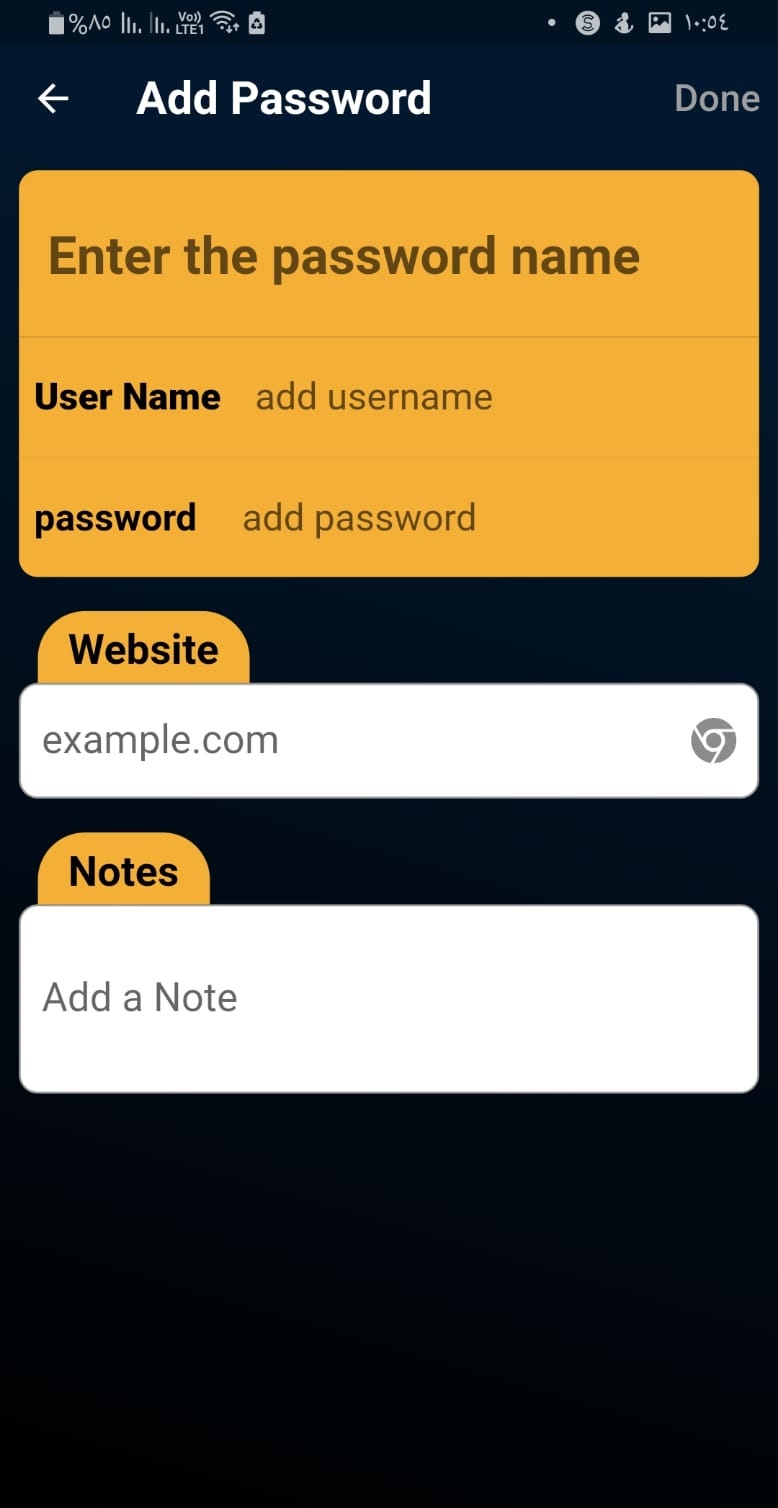 %٨٥ Vo)) LTE1 ١٠:٥٤
Add Password Done
Enter the password name
User Name add username
password add password
Website
example.com
Notes
Add a Note